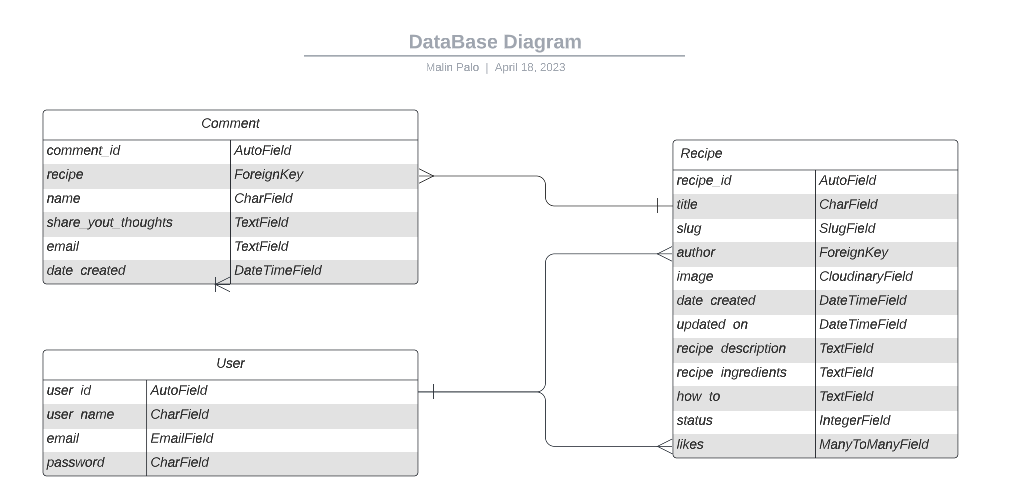 DataBase Diagram
Malin Palo | April 18, 2023
Comment
comment_id AutoField
recipe ForeignKey
name CharField
share_yout_thoughts TextField
email TextField
date_created DateTimeField
User
user_id AutoField
user_name CharField
email EmailField
password CharField
Recipe
recipe_id AutoField
title CharField
slug SlugField
author ForeignKey
image CloudinaryField
date_created DateTimeField
updated_on DateTimeField
recipe_description TextField
recipe_ingredients TextField
how_to TextField
status IntegerField
likes ManyToManyField